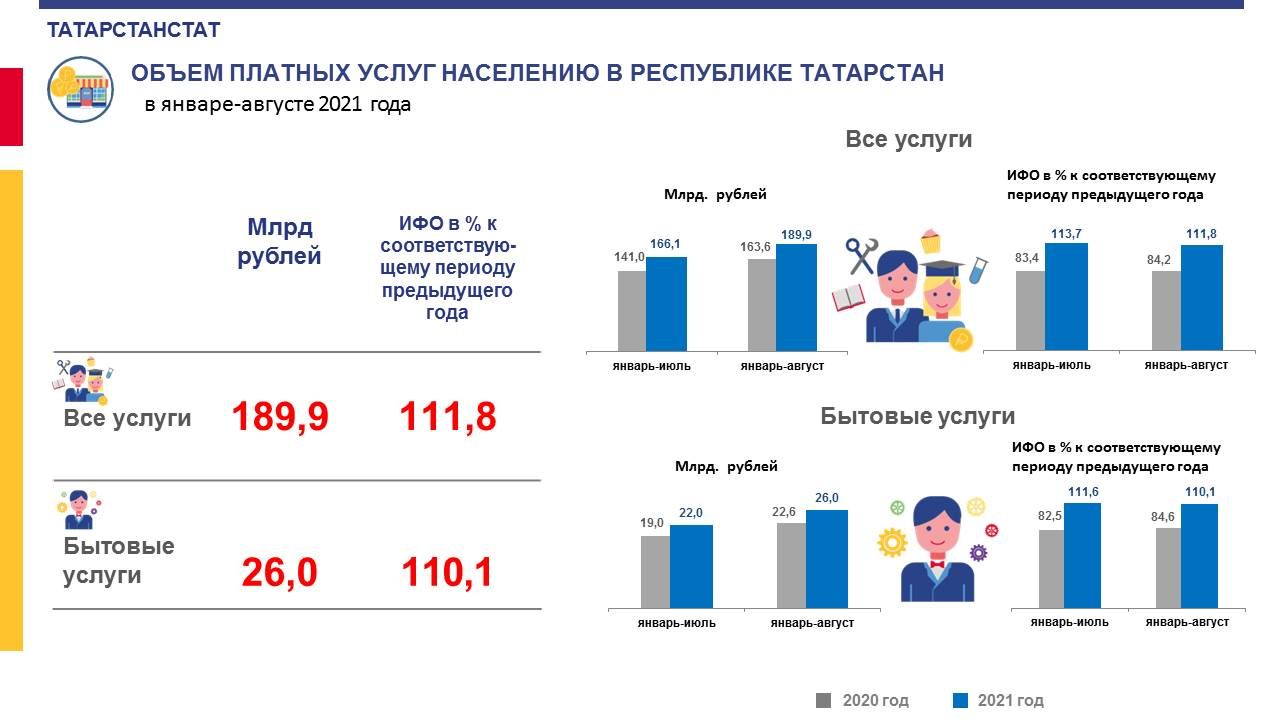 ТАТАРСТАНСТАТ
ОБЪЕМ ПЛАТНЫХ УСЛУГ НАСЕЛЕНИЮ В РЕСПУБЛИКЕ ТАТАРСТАН
в январе-августе 2021 года
Млрд
рублей
ИФО в % к
соответствую-
щему периоду
предыдущего
года
Все услуги
189,9
111,8
Бытовые
услуги
26,0
110,1
Все услуги
Млрд. рублей
141,0
166,1
163,6
189,9
январь-июль
январь-август
ИФО в % к соответствующему
периоду предыдущего года
83,4
113,7
84,2
111,8
январь-июль
январь-август
Бытовые услуги
Млрд. рублей
19,0
22,0
22,6
26,0
январь-июль
январь-август
ИФО в % к соответствующему
периоду предыдущего года
82,5
111,6
84,6
110,1
январь-июль
январь-август
2020 год
2021 год